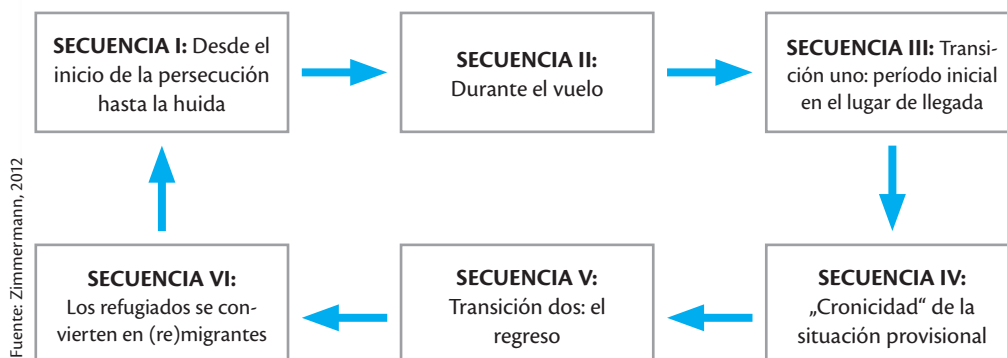 SECUENCIA I: Desde el
inicio de la persecución
hasta la huida
SECUENCIA II:
Durante el vuelo
SECUENCIA III: Transi-
ción uno: período inicial
en el lugar de llegada
SECUENCIA IV:
„Cronicidad“ de la
situación provisional
SECUENCIA V:
Transición dos: el
regreso
SECUENCIA VI:
Los refugiados se con-
vierten en (re)migrantes
Fuente: Zimmermann, 2012